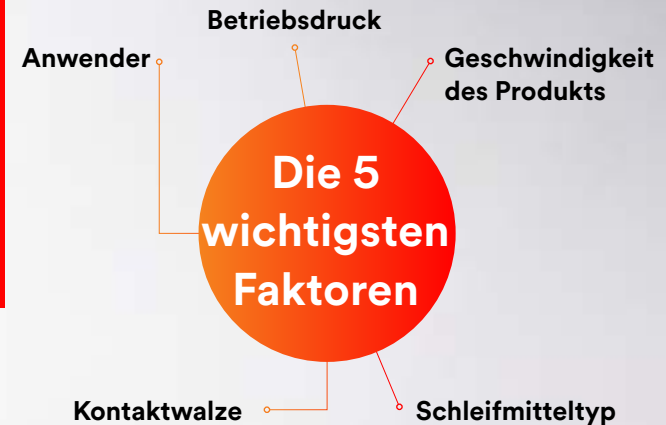 Betriebsdruck
Anwender
Geschwindigkeit
des Produkts
Die 5
wichtigsten
Faktoren
Kontaktwalze
Schleifmitteltyp